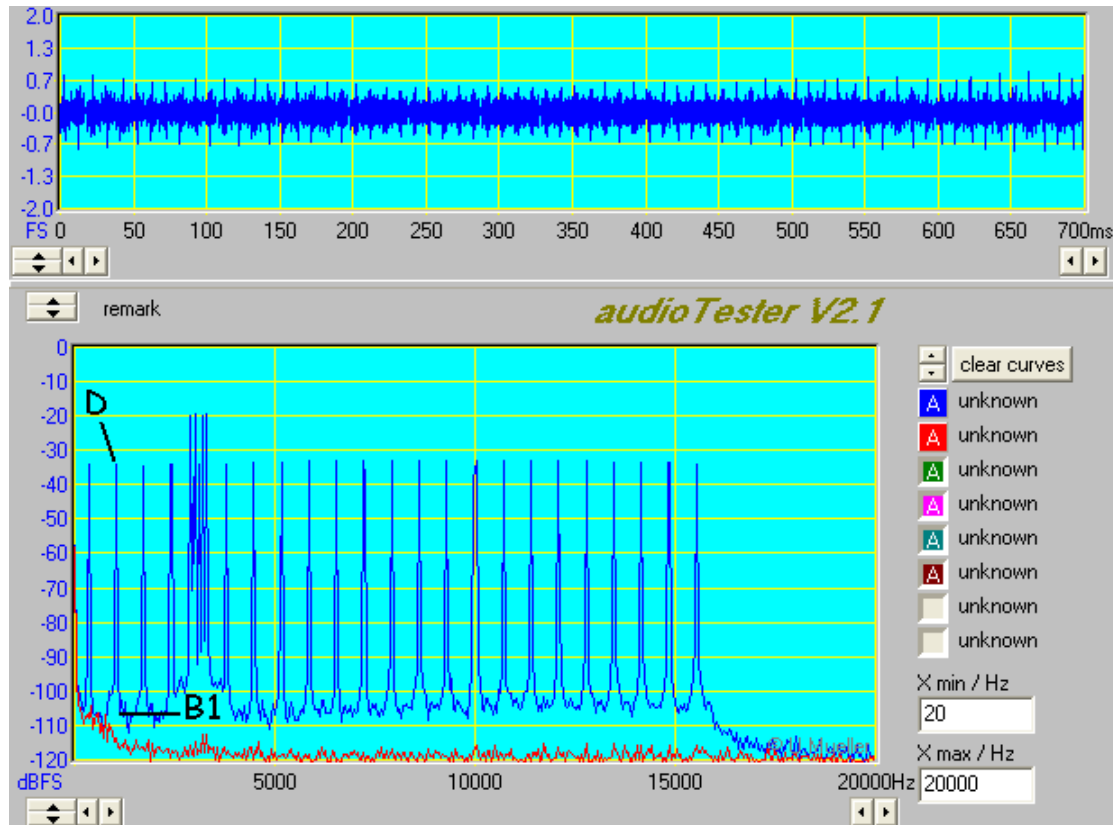 2.0
1.3
0.7
-0.0
-0.7
-1.3
-2.0
FS 0 50 100 150 200 250 300 350 400 450 500 550 600 650 700ms
remark
audioTester V2.1
0
-10
-20
-30
-40
-50
-60
-70
-80
-90
-100
-110
-120
D
B1
dBFS 5000 10000 15000 20000Hz
clear curves
A unknown
A unknown
A unknown
A unknown
A unknown
A unknown
unknown
unknown
X min / Hz
20
X max / Hz
20000